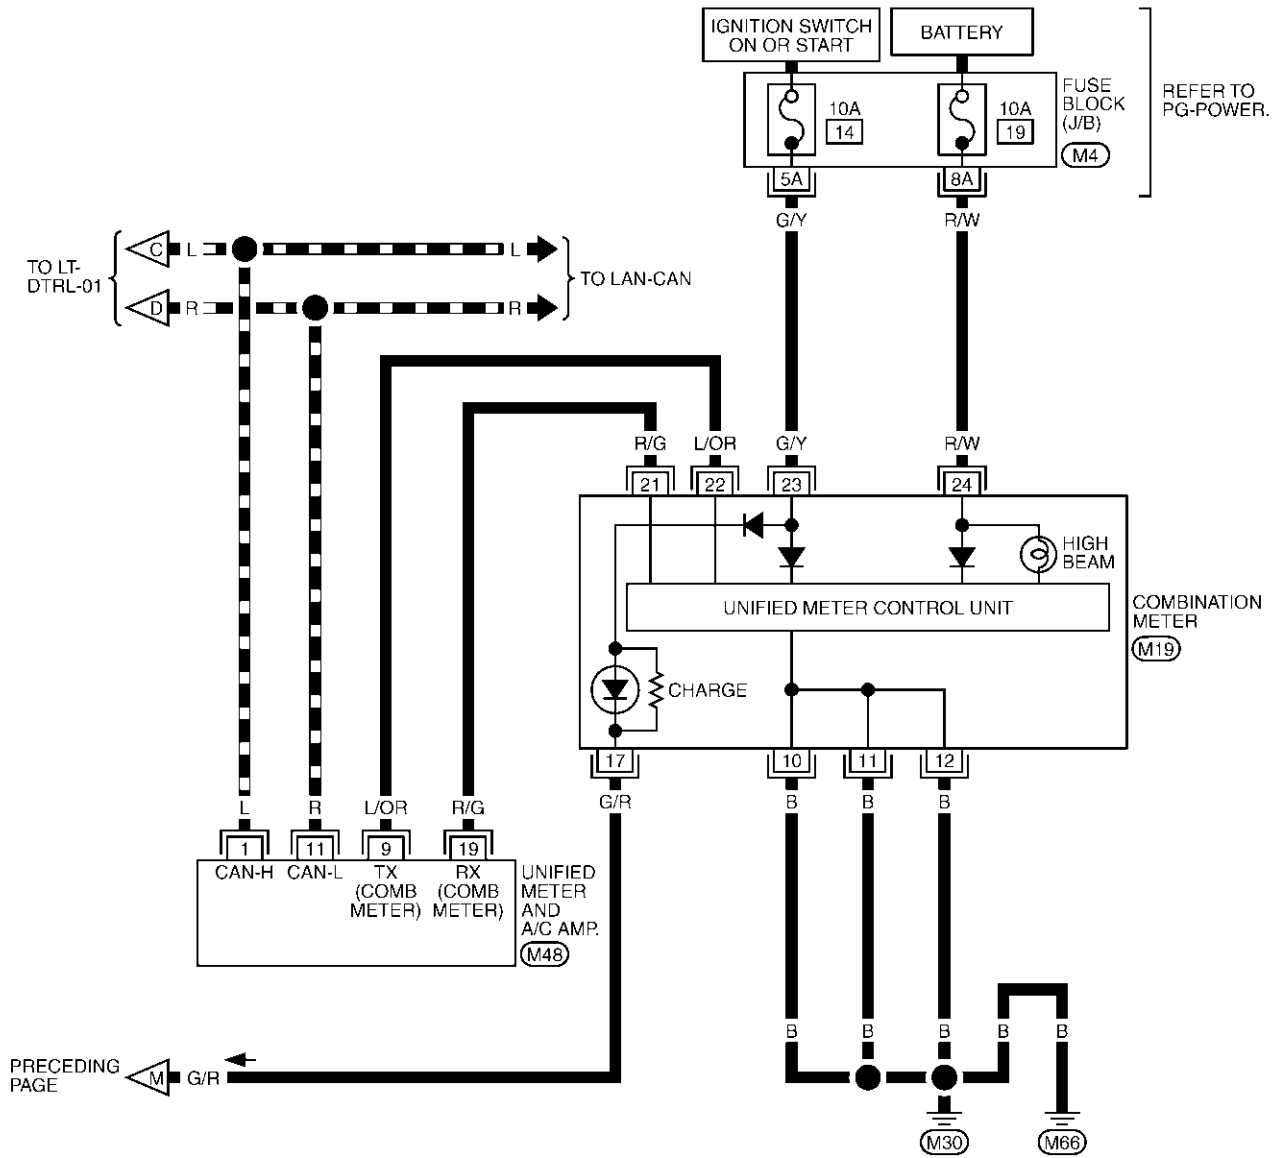 IGNITION SWITCH
ON OR START
BATTERY
REFER TO
PG-POWER.
FUSE
BLOCK
(J/B)
M4
10A
14
10A
19
5A
8A
G/Y
R/W
TO LT-
DTRL-01
C
L
L
D
R
R
TO LAN-CAN
R/G
L/OR
G/Y
R/W
21
22
23
24
HIGH
BEAM
UNIFIED METER CONTROL UNIT
COMBINATION
METER
M19
CHARGE
17
10
11
12
G/R
B
B
B
L
R
L/OR
R/G
1
11
9
19
CAN-H
CAN-L
TX
(COMB
METER)
RX
(COMB
METER)
UNIFIED
METER
AND
A/C AMP.
M48
B
B
B
B
B
PRECEDING
PAGE
M
G/R
M30
M66